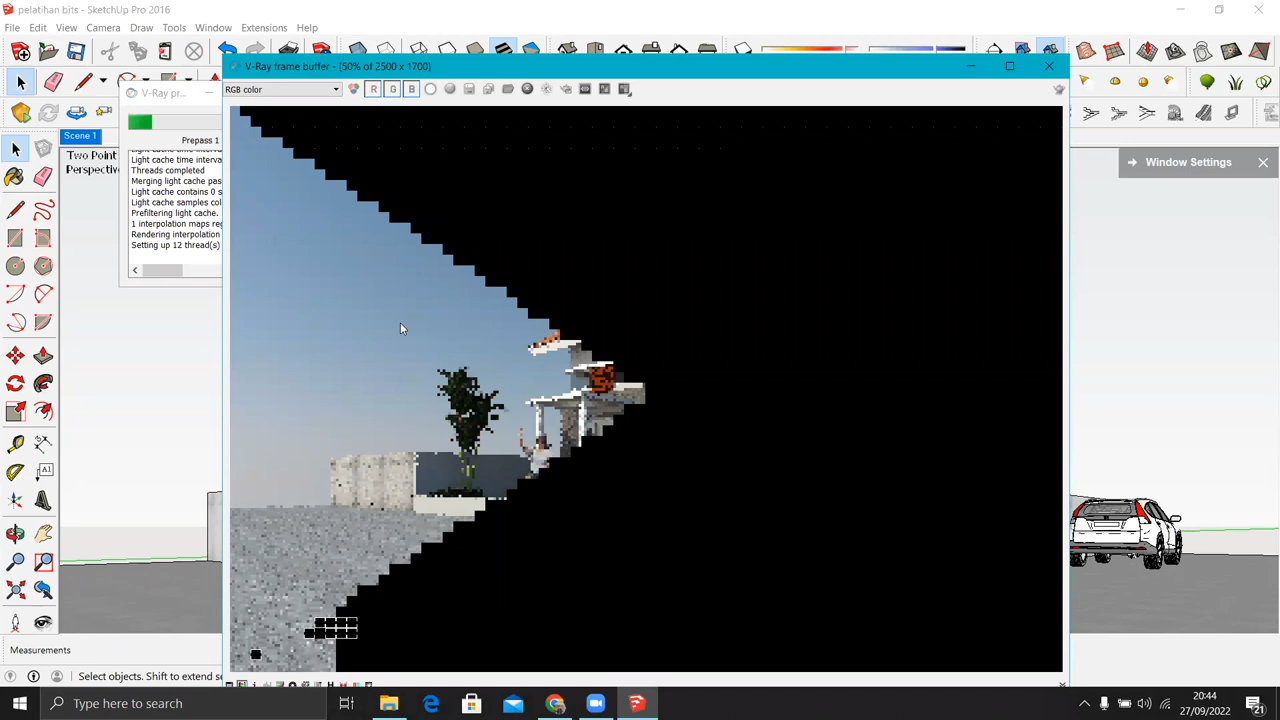 pelatihan bits - SketchUp Pro 2016
File Edit View Camera Draw Tools Window Extensions Help
V-Ray frame buffer - [50% of 2500 x 1700]
RGB color
R G B
V-Ray pr...
Prepass 1
Light cache time interva
Threads completed
Merging light cache pas
Light cache contains 0 s
Light cache samples col
Prefiltering light cache.
1 interpolation maps reg
Rendering interpolation
Setting up 12 thread(s)
Scene 1
Two Point
Perspectiv
Window Settings
A1
Measurements
Select objects. Shift to extend se
Type here to search
20:44
27/09/2022
21